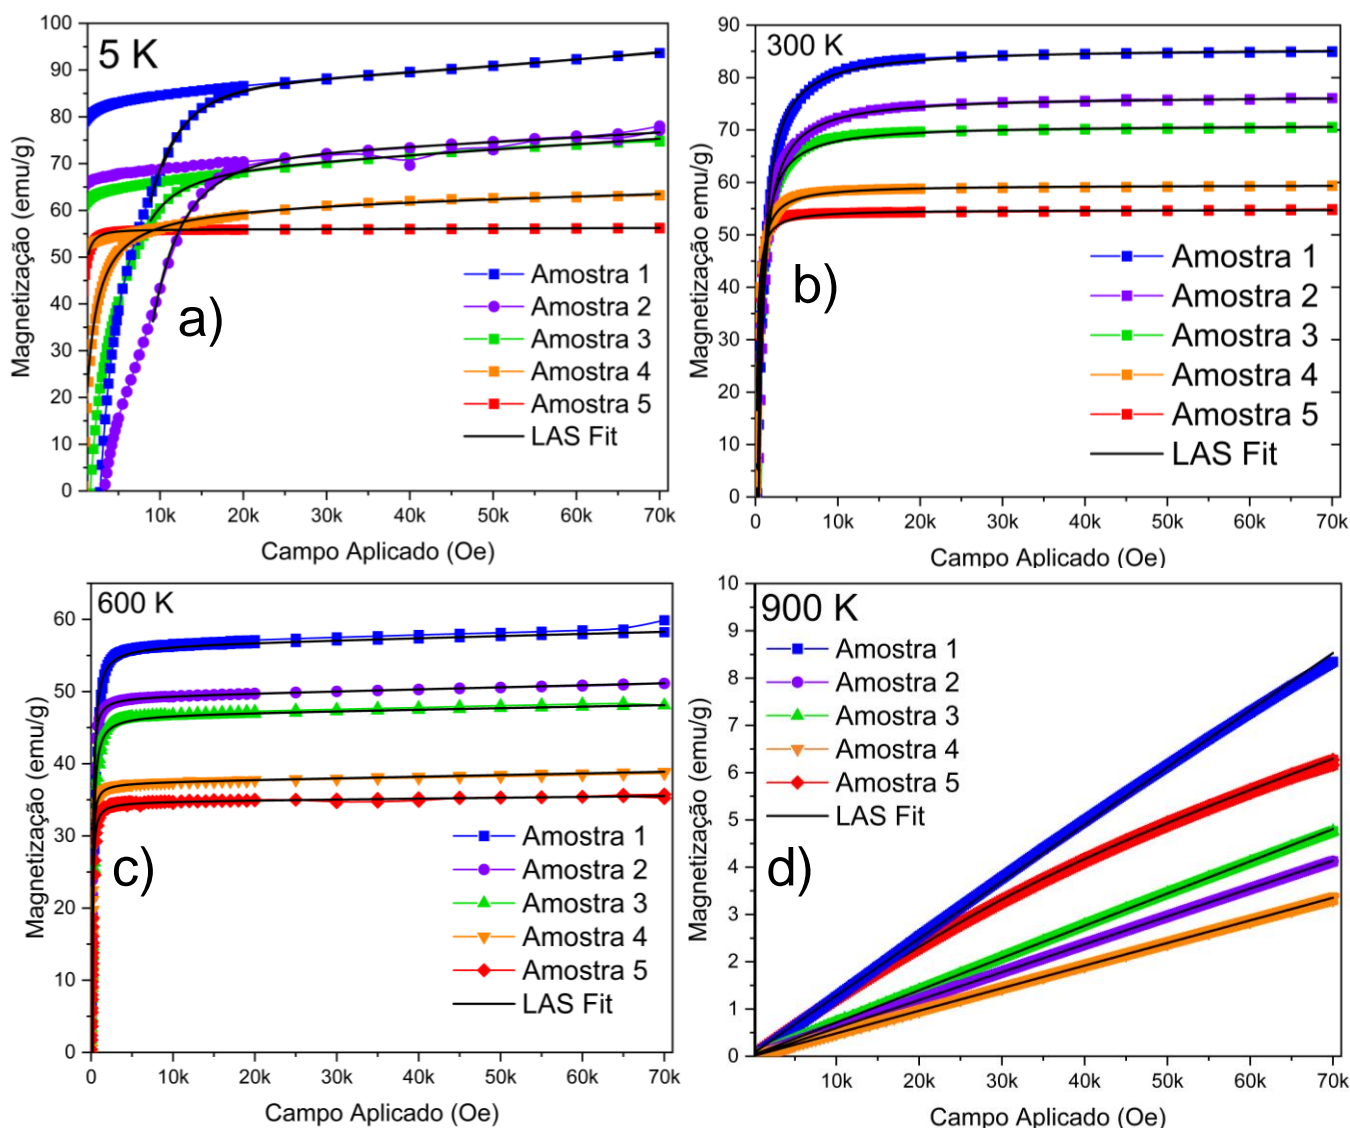 5 K
a)
Magnetização (emu/g)
100
90
80
70
60
50
40
30
20
10
0
10k 20k 30k 40k 50k 60k 70k
Campo Aplicado (Oe)
Amostra 1
Amostra 2
Amostra 3
Amostra 4
Amostra 5
LAS Fit
300 K
b)
Magnetização emu/g)
90
80
70
60
50
40
30
20
10
0
0 10k 20k 30k 40k 50k 60k 70k
Campo Aplicado (Oe)
Amostra 1
Amostra 2
Amostra 3
Amostra 4
Amostra 5
LAS Fit
600 K
c)
Magnetização (emu/g)
60
50
40
30
20
10
0
0 10k 20k 30k 40k 50k 60k 70k
Campo Aplicado (Oe)
Amostra 1
Amostra 2
Amostra 3
Amostra 4
Amostra 5
LAS Fit
900 K
d)
Magnetização (emu/g)
10
9
8
7
6
5
4
3
2
1
0
10k 20k 30k 40k 50k 60k 70k
Campo Aplicado (Oe)
Amostra 1
Amostra 2
Amostra 3
Amostra 4
Amostra 5
LAS Fit